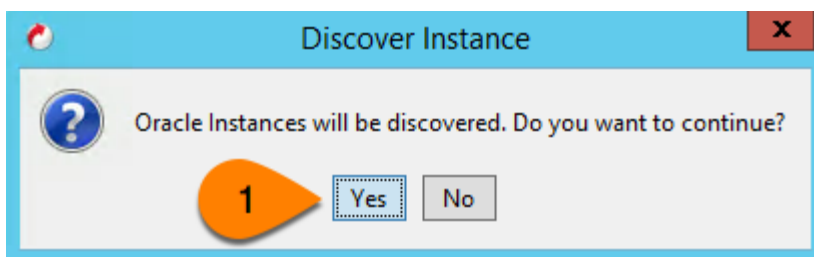 Discover Instance
x
Oracle Instances will be discovered. Do you want to continue?
1
Yes No